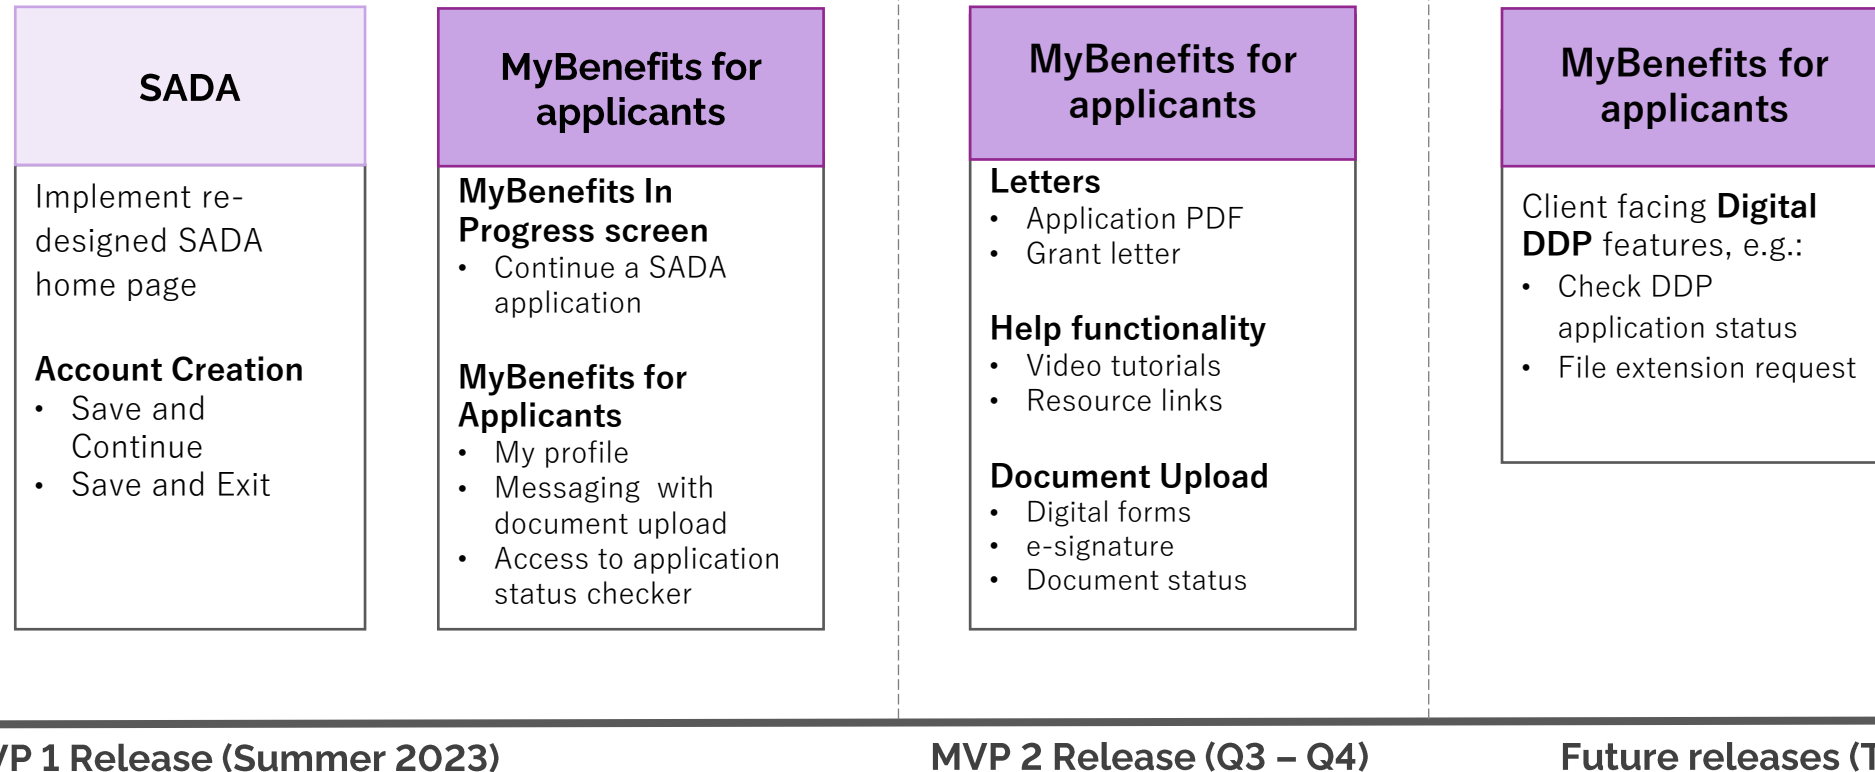 SADA
Implement re-
designed SADA
home page
Account Creation
• Save and
Continue
• Save and Exit
MyBenefits for
applicants
MyBenefits In
Progress screen
• Continue a SADA
application
MyBenefits for
Applicants
• My profile
• Messaging with
document upload
• Access to application
status checker
MyBenefits for
applicants
Letters
• Application PDF
• Grant letter
Help functionality
• Video tutorials
• Resource links
Document Upload
• Digital forms
• e-signature
• Document status
MyBenefits for
applicants
Client facing Digital
DDP features, e.g.:
• Check DDP
application status
• File extension request
VP 1 Release (Summer 2023)
MVP 2 Release (Q3 – Q4)
Future releases (T